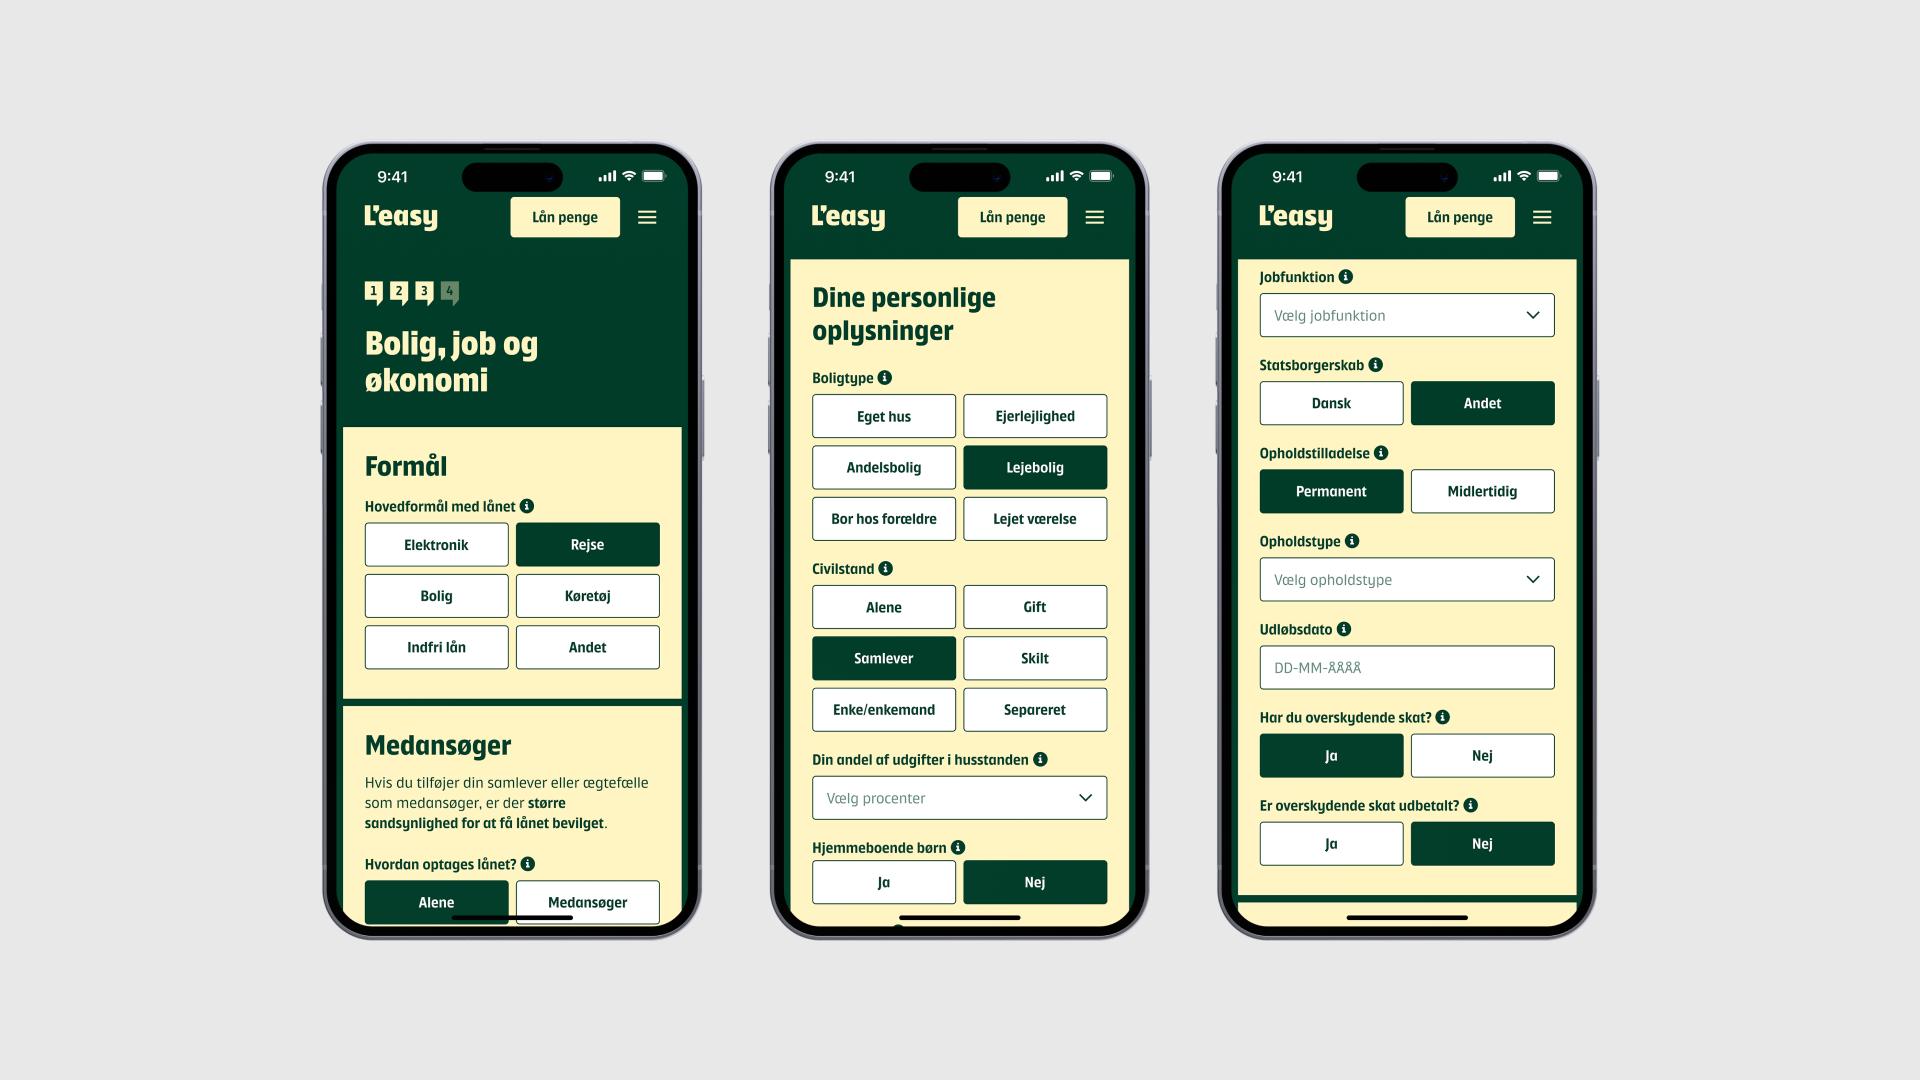 9:41
L'easy
Lån penge
1 2 3 4
Bolig, job og
økonomi
Formål
Hovedformål med lånet
Elektronik
Rejse
Bolig
Køretøj
Indfri lån
Andet
Medansøger
Hvis du tilføjer din samlever eller ægtefælle
som medansøger, er der større
sandsynlighed for at få lånet bevilget.
Hvordan optages lånet?
Alene
Medansøger
9:41
L'easy
Lån penge
Dine personlige
oplysninger
Boligtype
Eget hus
Ejerlejlighed
Andelsbolig
Lejebolig
Bor hos forældre
Lejet værelse
Civilstand
Alene
Gift
Samlever
Skilt
Enke/enkemand
Separeret
Din andel af udgifter i husstanden
Vælg procenter
Hjemmeboende børn
Ja
Nej
9:41
L'easy
Lån penge
Jobfunktion
Vælg jobfunktion
Statsborgerskab
Dansk
Andet
Opholdstilladelse
Permanent
Midlertidig
Opholdstype
Vælg opholdstype
Udløbsdato
DD-MM-ÅÅÅÅ
Har du overskydende skat?
Ja
Nej
Er overskydende skat udbetalt?
Ja
Nej